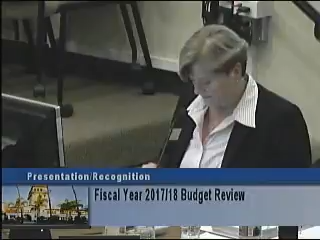 Presentation/Recognition
Fiscal Year 2017/18 Budget Review